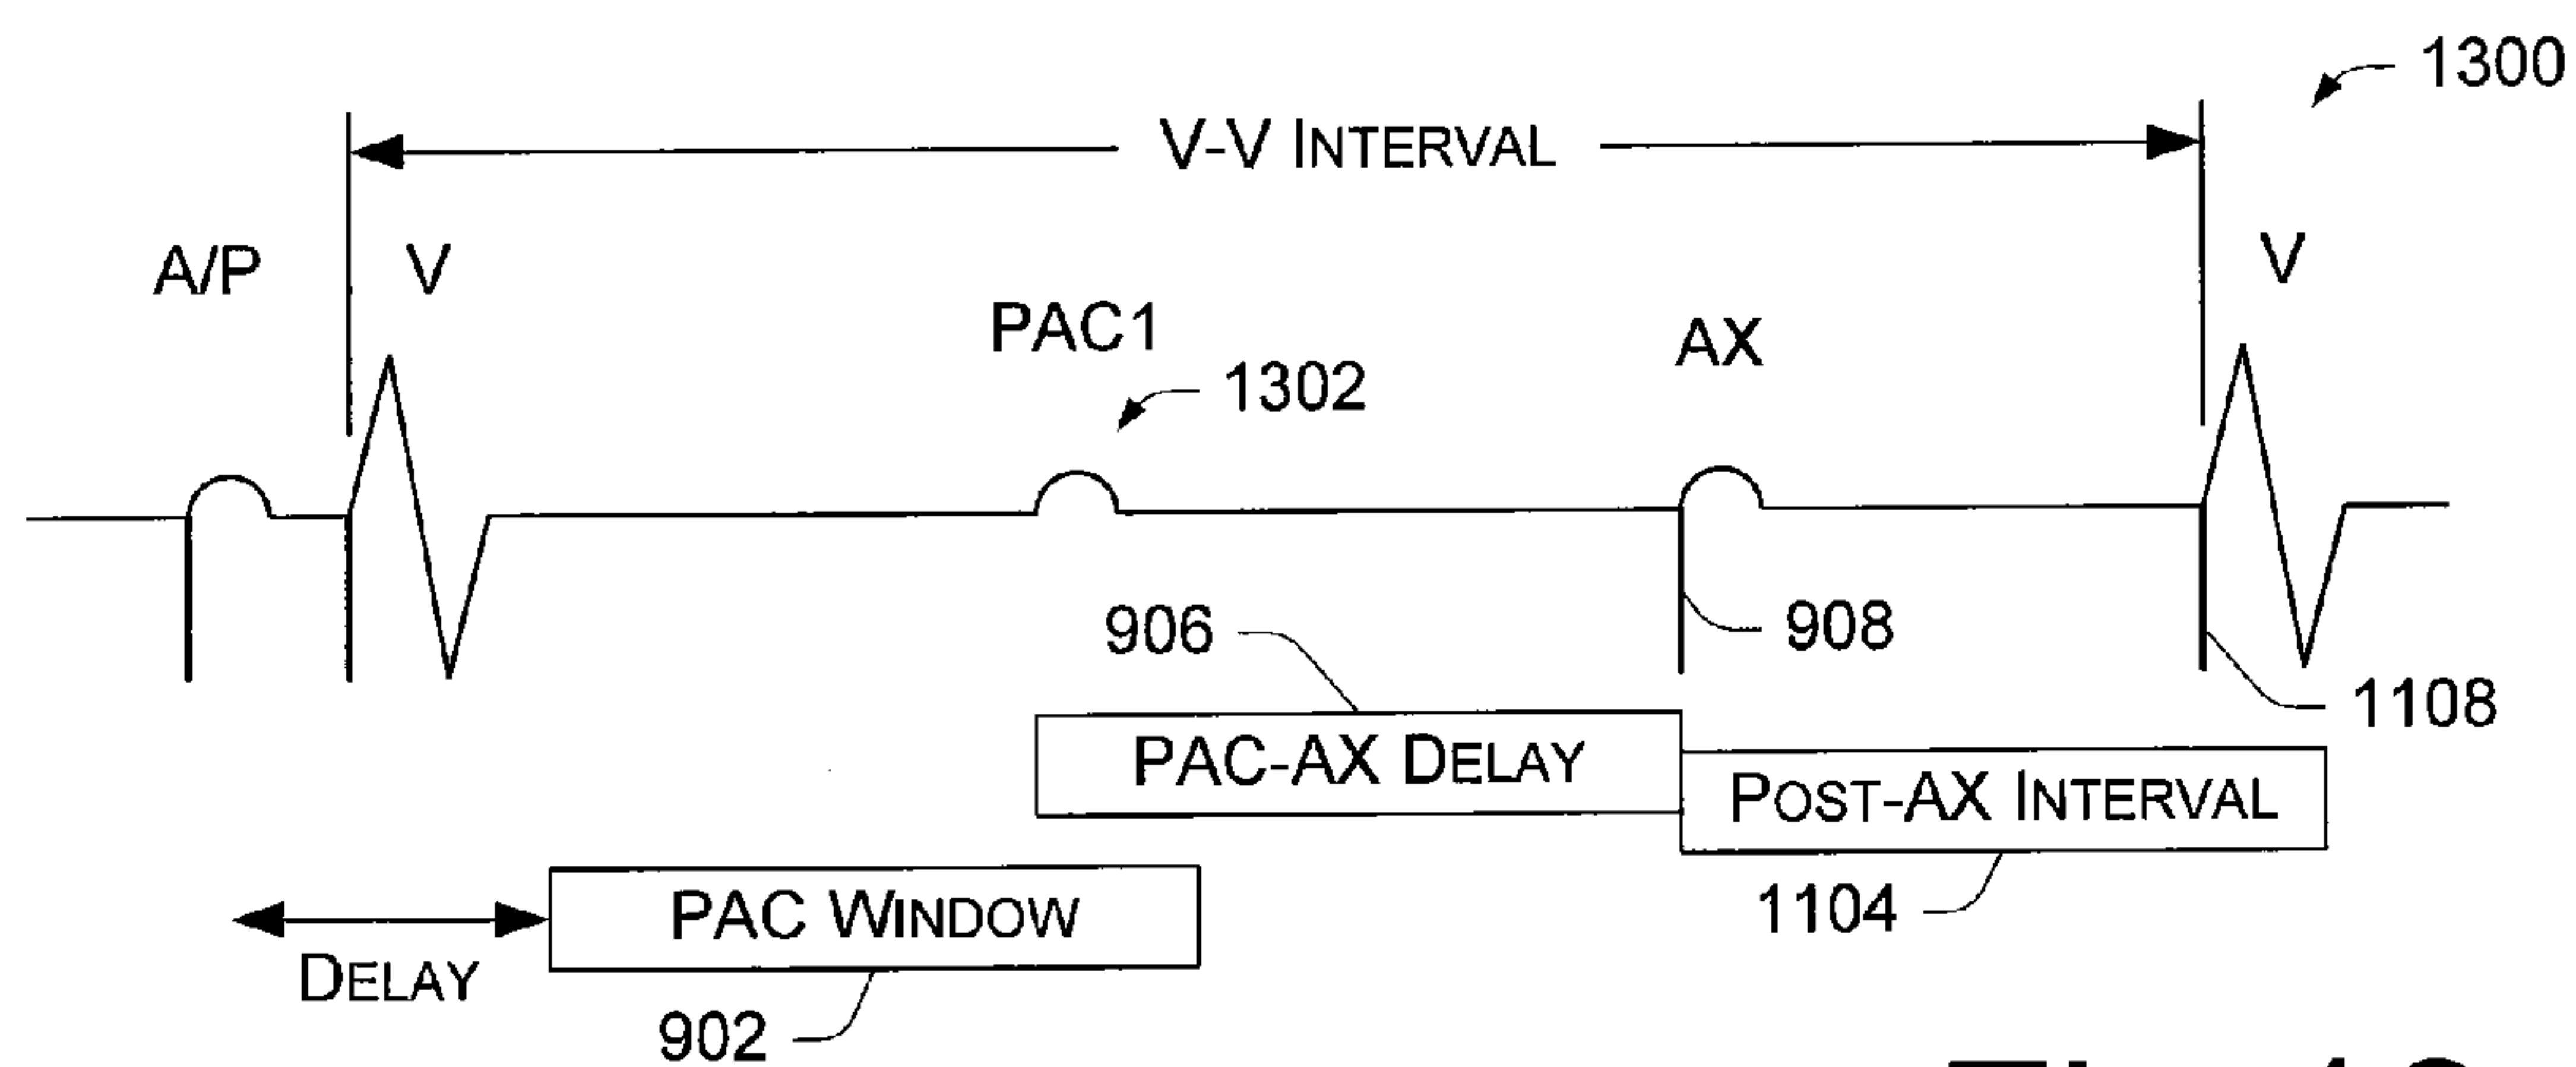 1300
V-V INTERVAL
A/P
V
V
PAC1
AX
1302
906
908
1108
PAC-AX DELAY
POST-AX INTERVAL
PAC WINDOW
1104
DELAY
902